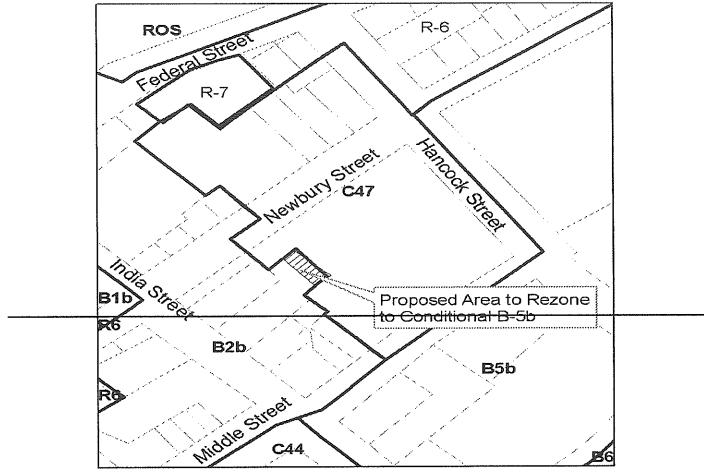 ROS
R-6
Federal Street
R-7
Hancock Street
Newbury Street
C47
India Street
B1b
Proposed Area to Rezone
to Conditional B-5b
R6
B2b
B5b
R6
Middle Street
C44
B6